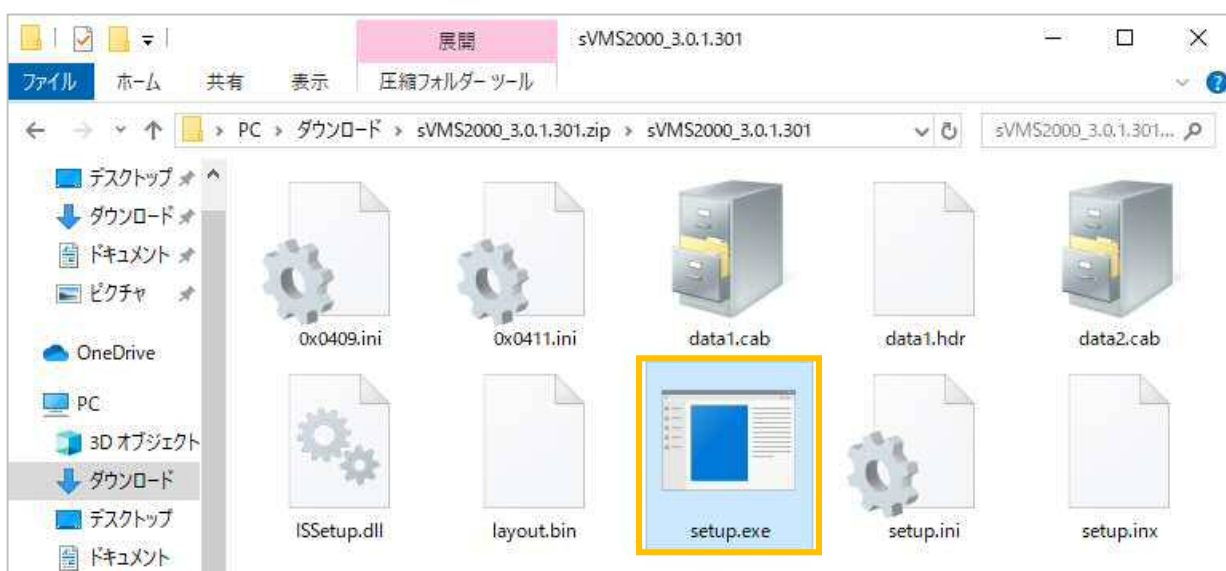 展開
sVMS2000_3.0.1.301
ファイル ホーム 共有 表示 圧縮フォルダー ツール
PC › ダウンロード › sVMS2000_3.0.1.301.zip › sVMS2000_3.0.1.301
sVMS2000_3.0.1.301...
デスクトップ
ダウンロード
ドキュメント
ピクチャ
OneDrive
PC
3D オブジェクト
ダウンロード
デスクトップ
ドキュメント
0x0409.ini 0x0411.ini data1.cab data1.hdr data2.cab
ISSetup.dll layout.bin setup.exe setup.ini setup.inx